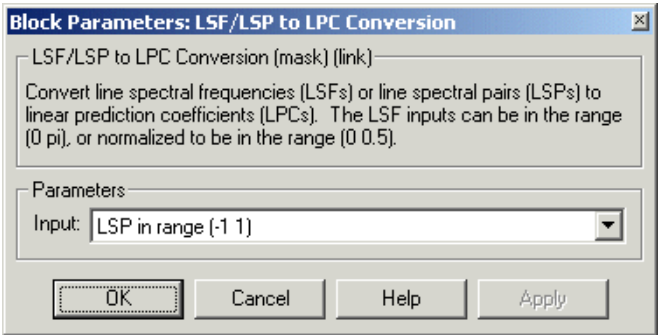 Block Parameters: LSF/LSP to LPC Conversion
LSF/LSP to LPC Conversion (mask) (link)
Convert line spectral frequencies (LSFs) or line spectral pairs (LSPs) to
linear prediction coefficients (LPCs).  The LSF inputs can be in the range
(0 pi), or normalized to be in the range (0 0.5).
Parameters
Input: LSP in range (-1 1)
OK Cancel Help Apply